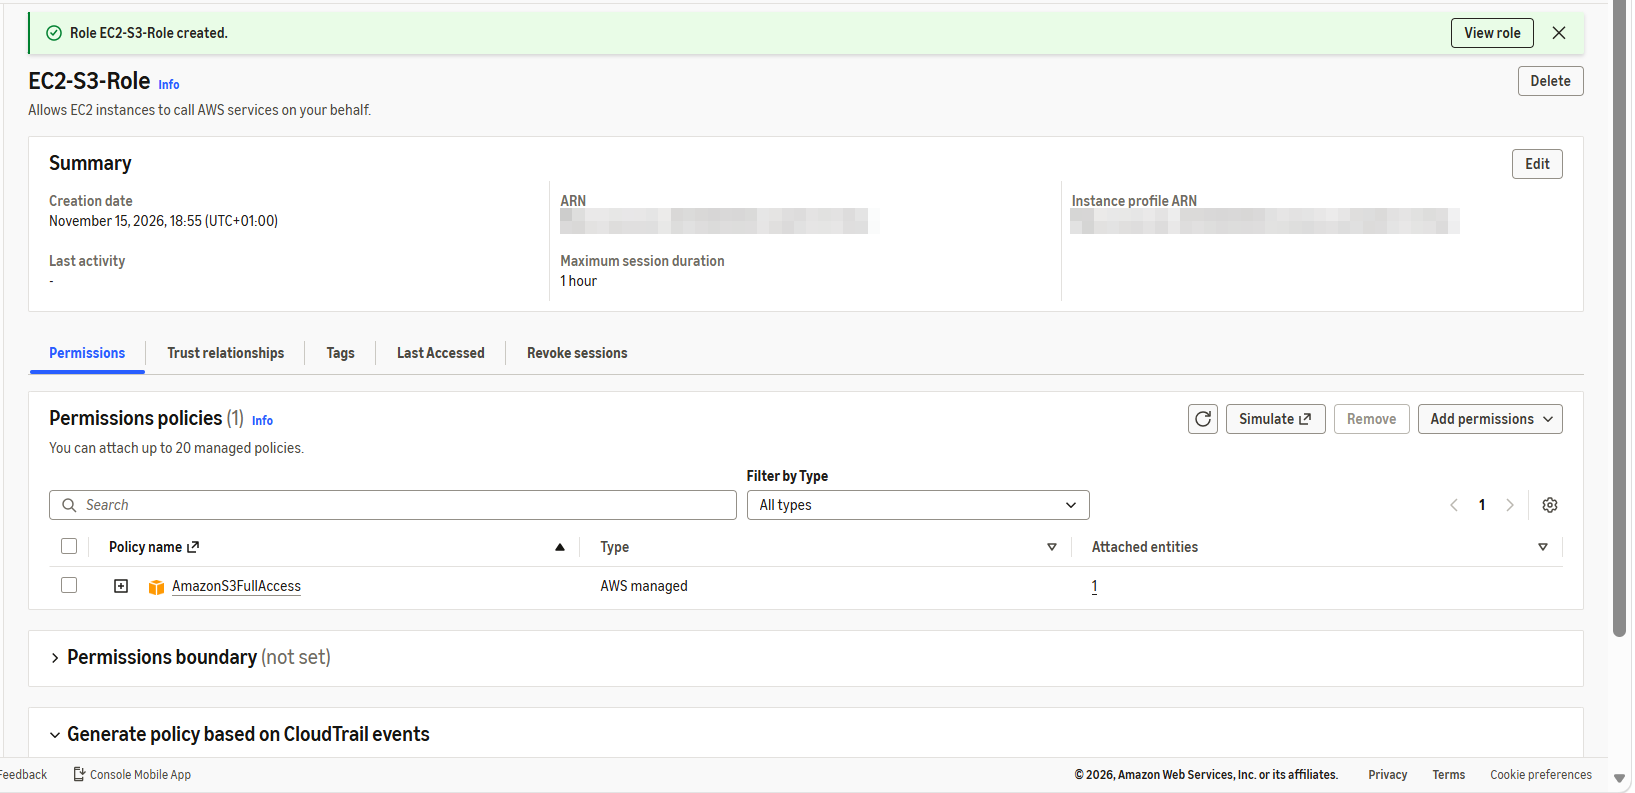 Role EC2-S3-Role created.
View role
EC2-S3-Role Info
Delete
Allows EC2 instances to call AWS services on your behalf.
Summary
Edit
Creation date
November 15, 2026, 18:55 (UTC+01:00)
ARN
Instance profile ARN
Last activity
-
Maximum session duration
1 hour
Permissions
Trust relationships
Tags
Last Accessed
Revoke sessions
Permissions policies (1) Info
You can attach up to 20 managed policies.
Simulate
Remove
Add permissions
Filter by Type
Search
All types
1
Policy name
Type
Attached entities
AmazonS3FullAccess
AWS managed
1
Permissions boundary (not set)
Generate policy based on CloudTrail events
Feedback
Console Mobile App
© 2026, Amazon Web Services, Inc. or its affiliates.
Privacy
Terms
Cookie preferences